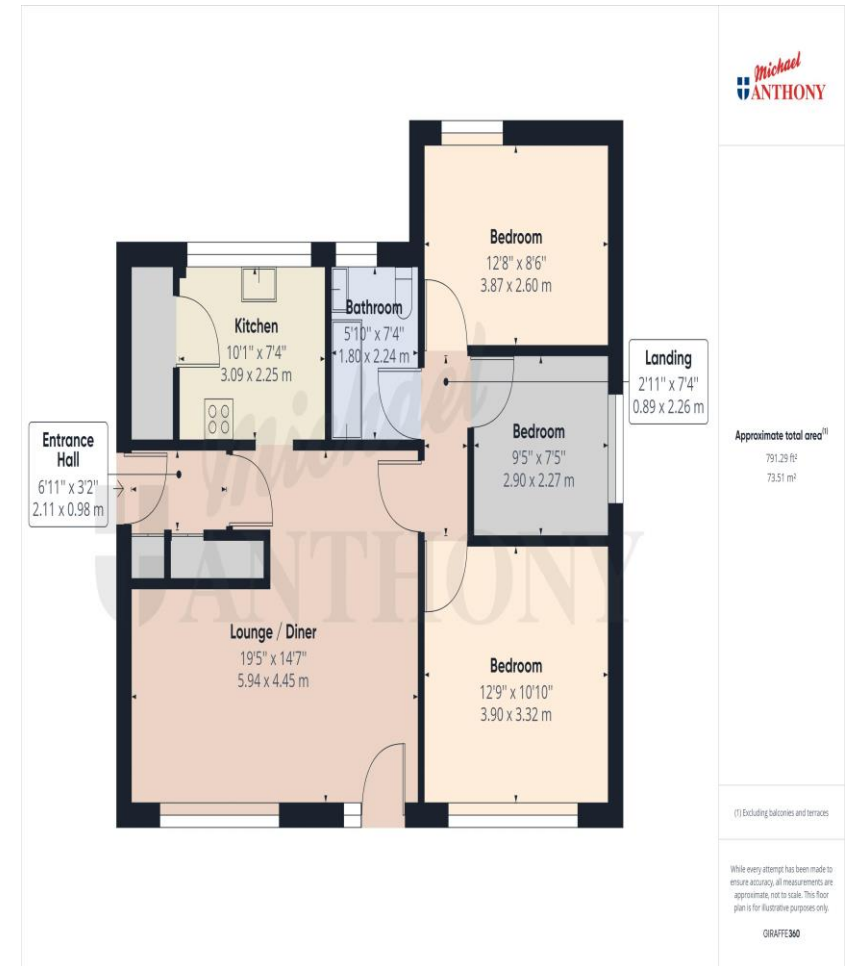 Michael
ANTHONY
Bedroom
12'8" x 8'6"
3.87 x 2.60 m
Kitchen
10'1" x 7'4"
3.09 x 2.25 m
Bathroom
5'10" x 7'4"
1.80 x 2.24 m
Landing
2'11" x 7'4"
0.89 x 2.26 m
Entrance
Hall
6'11" x 3'2"
2.11 x 0.98 m
Bedroom
9'5" x 7'5"
2.90 x 2.27 m
Lounge / Diner
19'5" x 14'7"
5.94 x 4.45 m
Bedroom
12'9" x 10'10"
3.90 x 3.32 m
Michael
ANTHONY
Approximate total area(1)
791.29 ft²
73.51 m²
(1) Excluding balconies and terraces
While every attempt has been made to
ensure accuracy, all measurements are
approximate, not to scale. This floor
plan is for illustrative purposes only.
GIRAFFE360